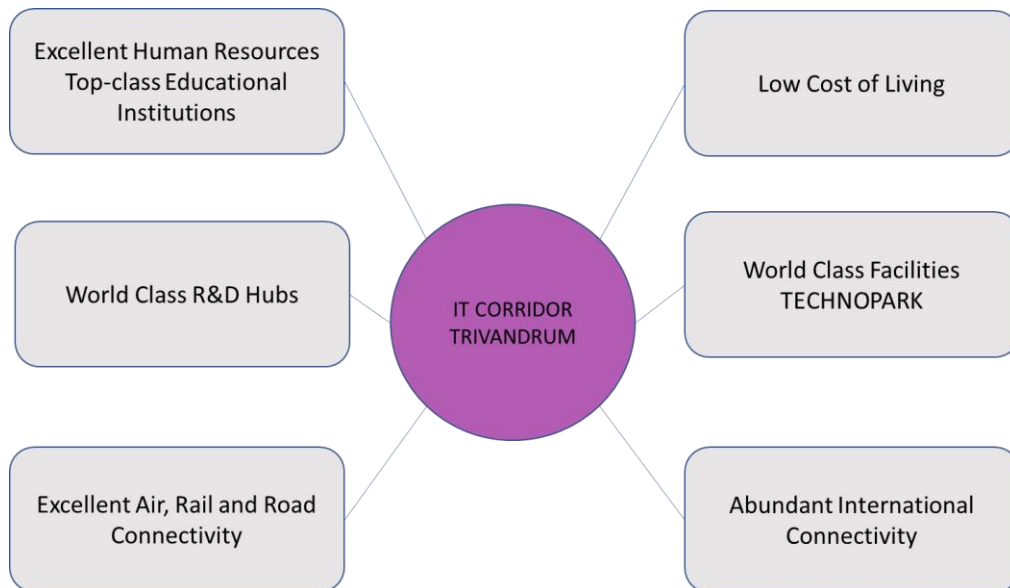 Excellent Human Resources
Top-class Educational
Institutions
Low Cost of Living
World Class R&D Hubs
IT CORRIDOR
TRIVANDRUM
World Class Facilities
TECHNOPARK
Excellent Air, Rail and Road
Connectivity
Abundant International
Connectivity